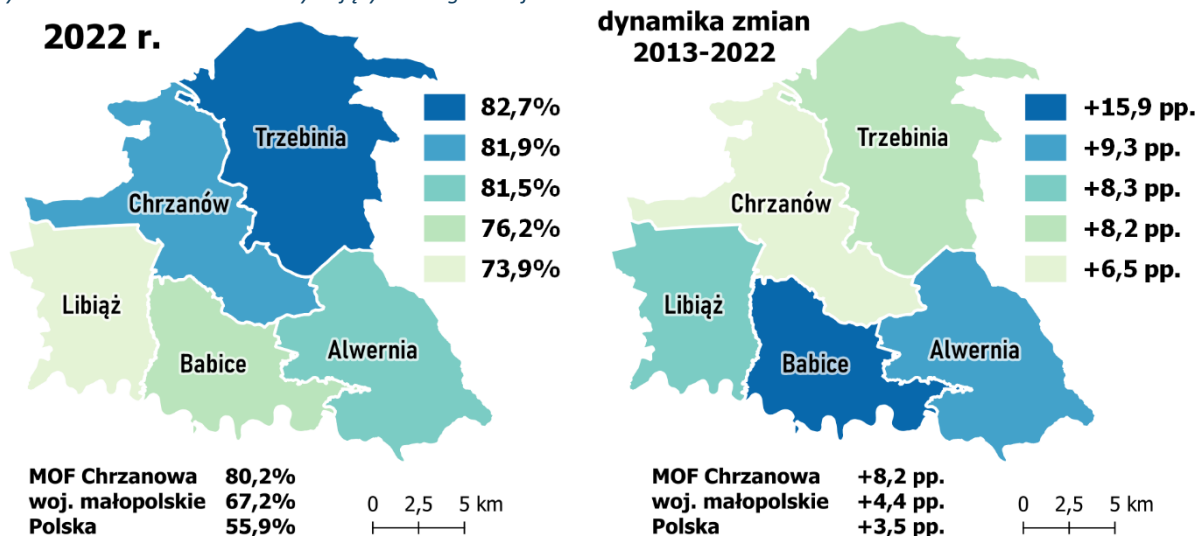 2022 r.
82,7%
81,9%
81,5%
76,2%
73,9%
Trzebinia
Chrzanów
Libiąż
Babice
Alwernia
MOF Chrzanowa 80,2%
woj. małopolskie 67,2%
Polska 55,9%
0 2,5 5 km
dynamika zmian
2013-2022
+15,9 pp.
+9,3 pp.
+8,3 pp.
+8,2 pp.
+6,5 pp.
Trzebinia
Chrzanów
Libiąż
Babice
Alwernia
MOF Chrzanowa +8,2 pp.
woj. małopolskie +4,4 pp.
Polska +3,5 pp.
0 2,5 5 km